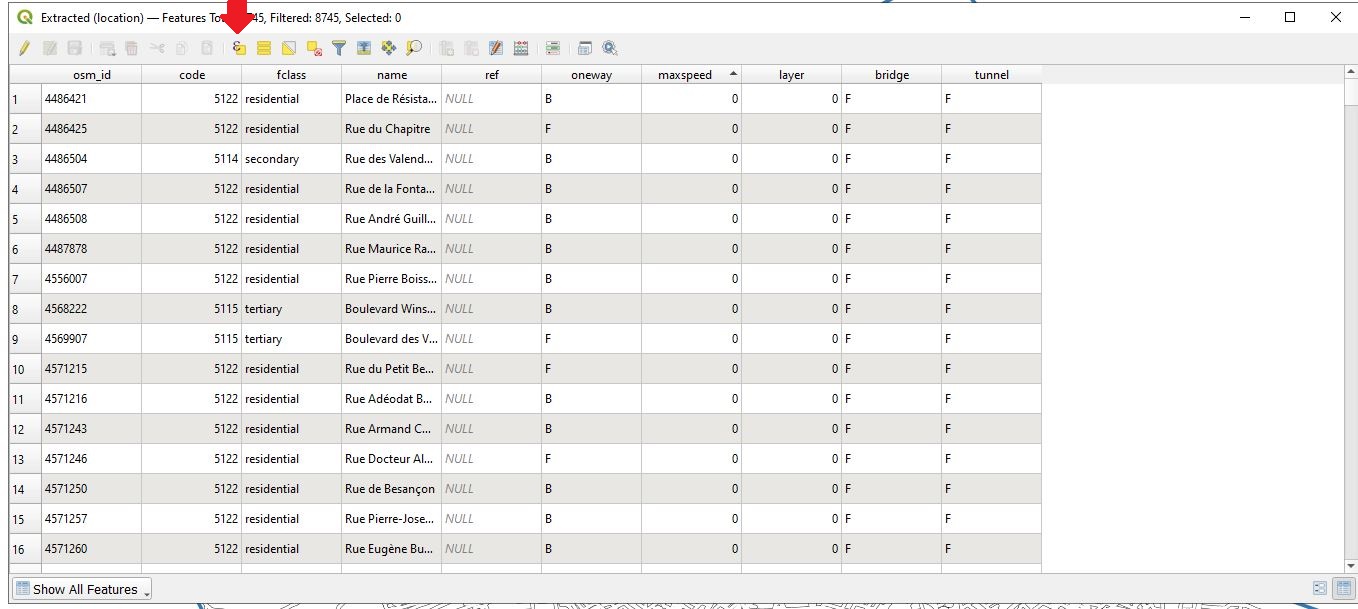 Extracted (location) — Features To 45, Filtered: 8745, Selected: 0
osm_id code fclass name ref oneway maxspeed layer bridge tunnel
1 4486421 5122 residential Place de Résista... NULL B 0 0 F F
2 4486425 5122 residential Rue du Chapitre NULL F 0 0 F F
3 4486504 5114 secondary Rue des Valend... NULL B 0 0 F F
4 4486507 5122 residential Rue de la Fonta... NULL B 0 0 F F
5 4486508 5122 residential Rue André Guill... NULL B 0 0 F F
6 4487878 5122 residential Rue Maurice Ra... NULL B 0 0 F F
7 4556007 5122 residential Rue Pierre Boiss... NULL B 0 0 F F
8 4568222 5115 tertiary Boulevard Wins... NULL B 0 0 F F
9 4569907 5115 tertiary Boulevard des V... NULL F 0 0 F F
10 4571215 5122 residential Rue du Petit Be... NULL F 0 0 F F
11 4571216 5122 residential Rue Adéodat B... NULL B 0 0 F F
12 4571243 5122 residential Rue Armand C... NULL B 0 0 F F
13 4571246 5122 residential Rue Docteur Al... NULL F 0 0 F F
14 4571250 5122 residential Rue de Besançon NULL B 0 0 F F
15 4571257 5122 residential Rue Pierre-Jose... NULL B 0 0 F F
16 4571260 5122 residential Rue Eugène Bu... NULL B 0 0 F F
Show All Features